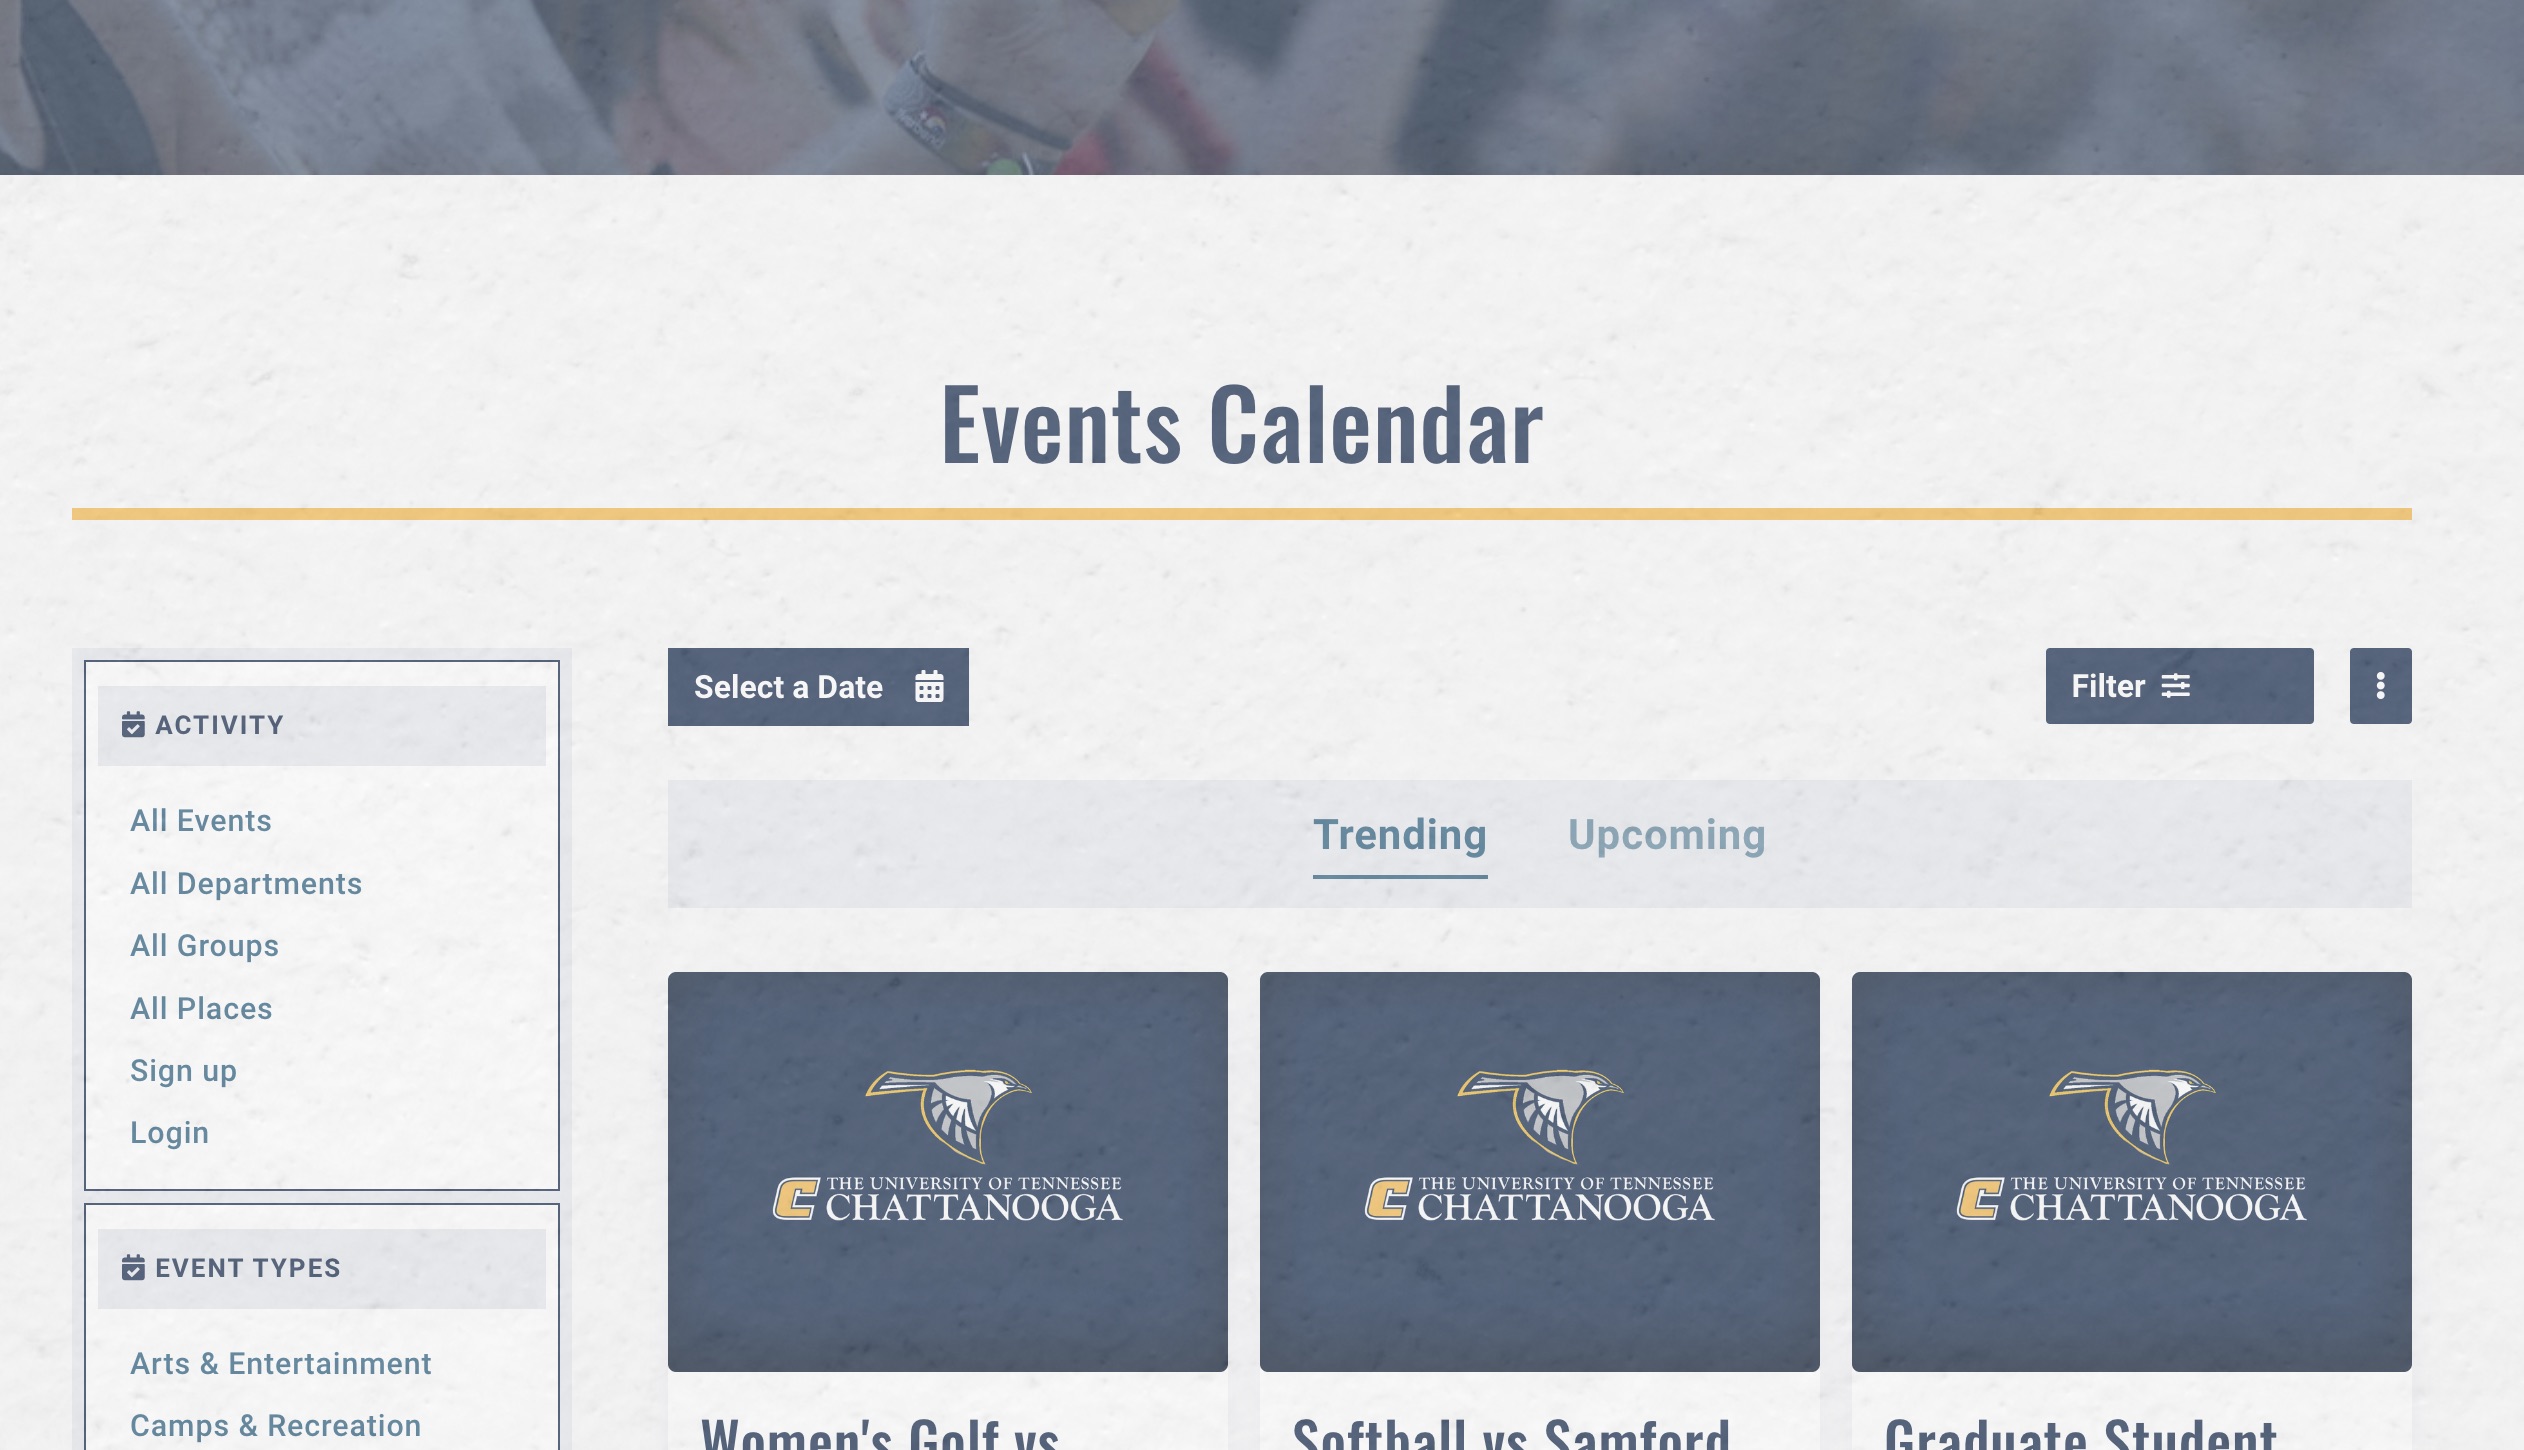 Events Calendar
ACTIVITY
All Events
All Departments
All Groups
All Places
Sign up
Login
EVENT TYPES
Arts & Entertainment
Camps & Recreation
Select a Date
Filter
Trending
Upcoming
THE UNIVERSITY OF TENNESSEE
CHATTANOOGA
Women's Golf vs
C THE UNIVERSITY OF TENNESSEE
CHATTANOOGA
Softball vs Samford
C THE UNIVERSITY OF TENNESSEE
CHATTANOOGA
Graduate Student